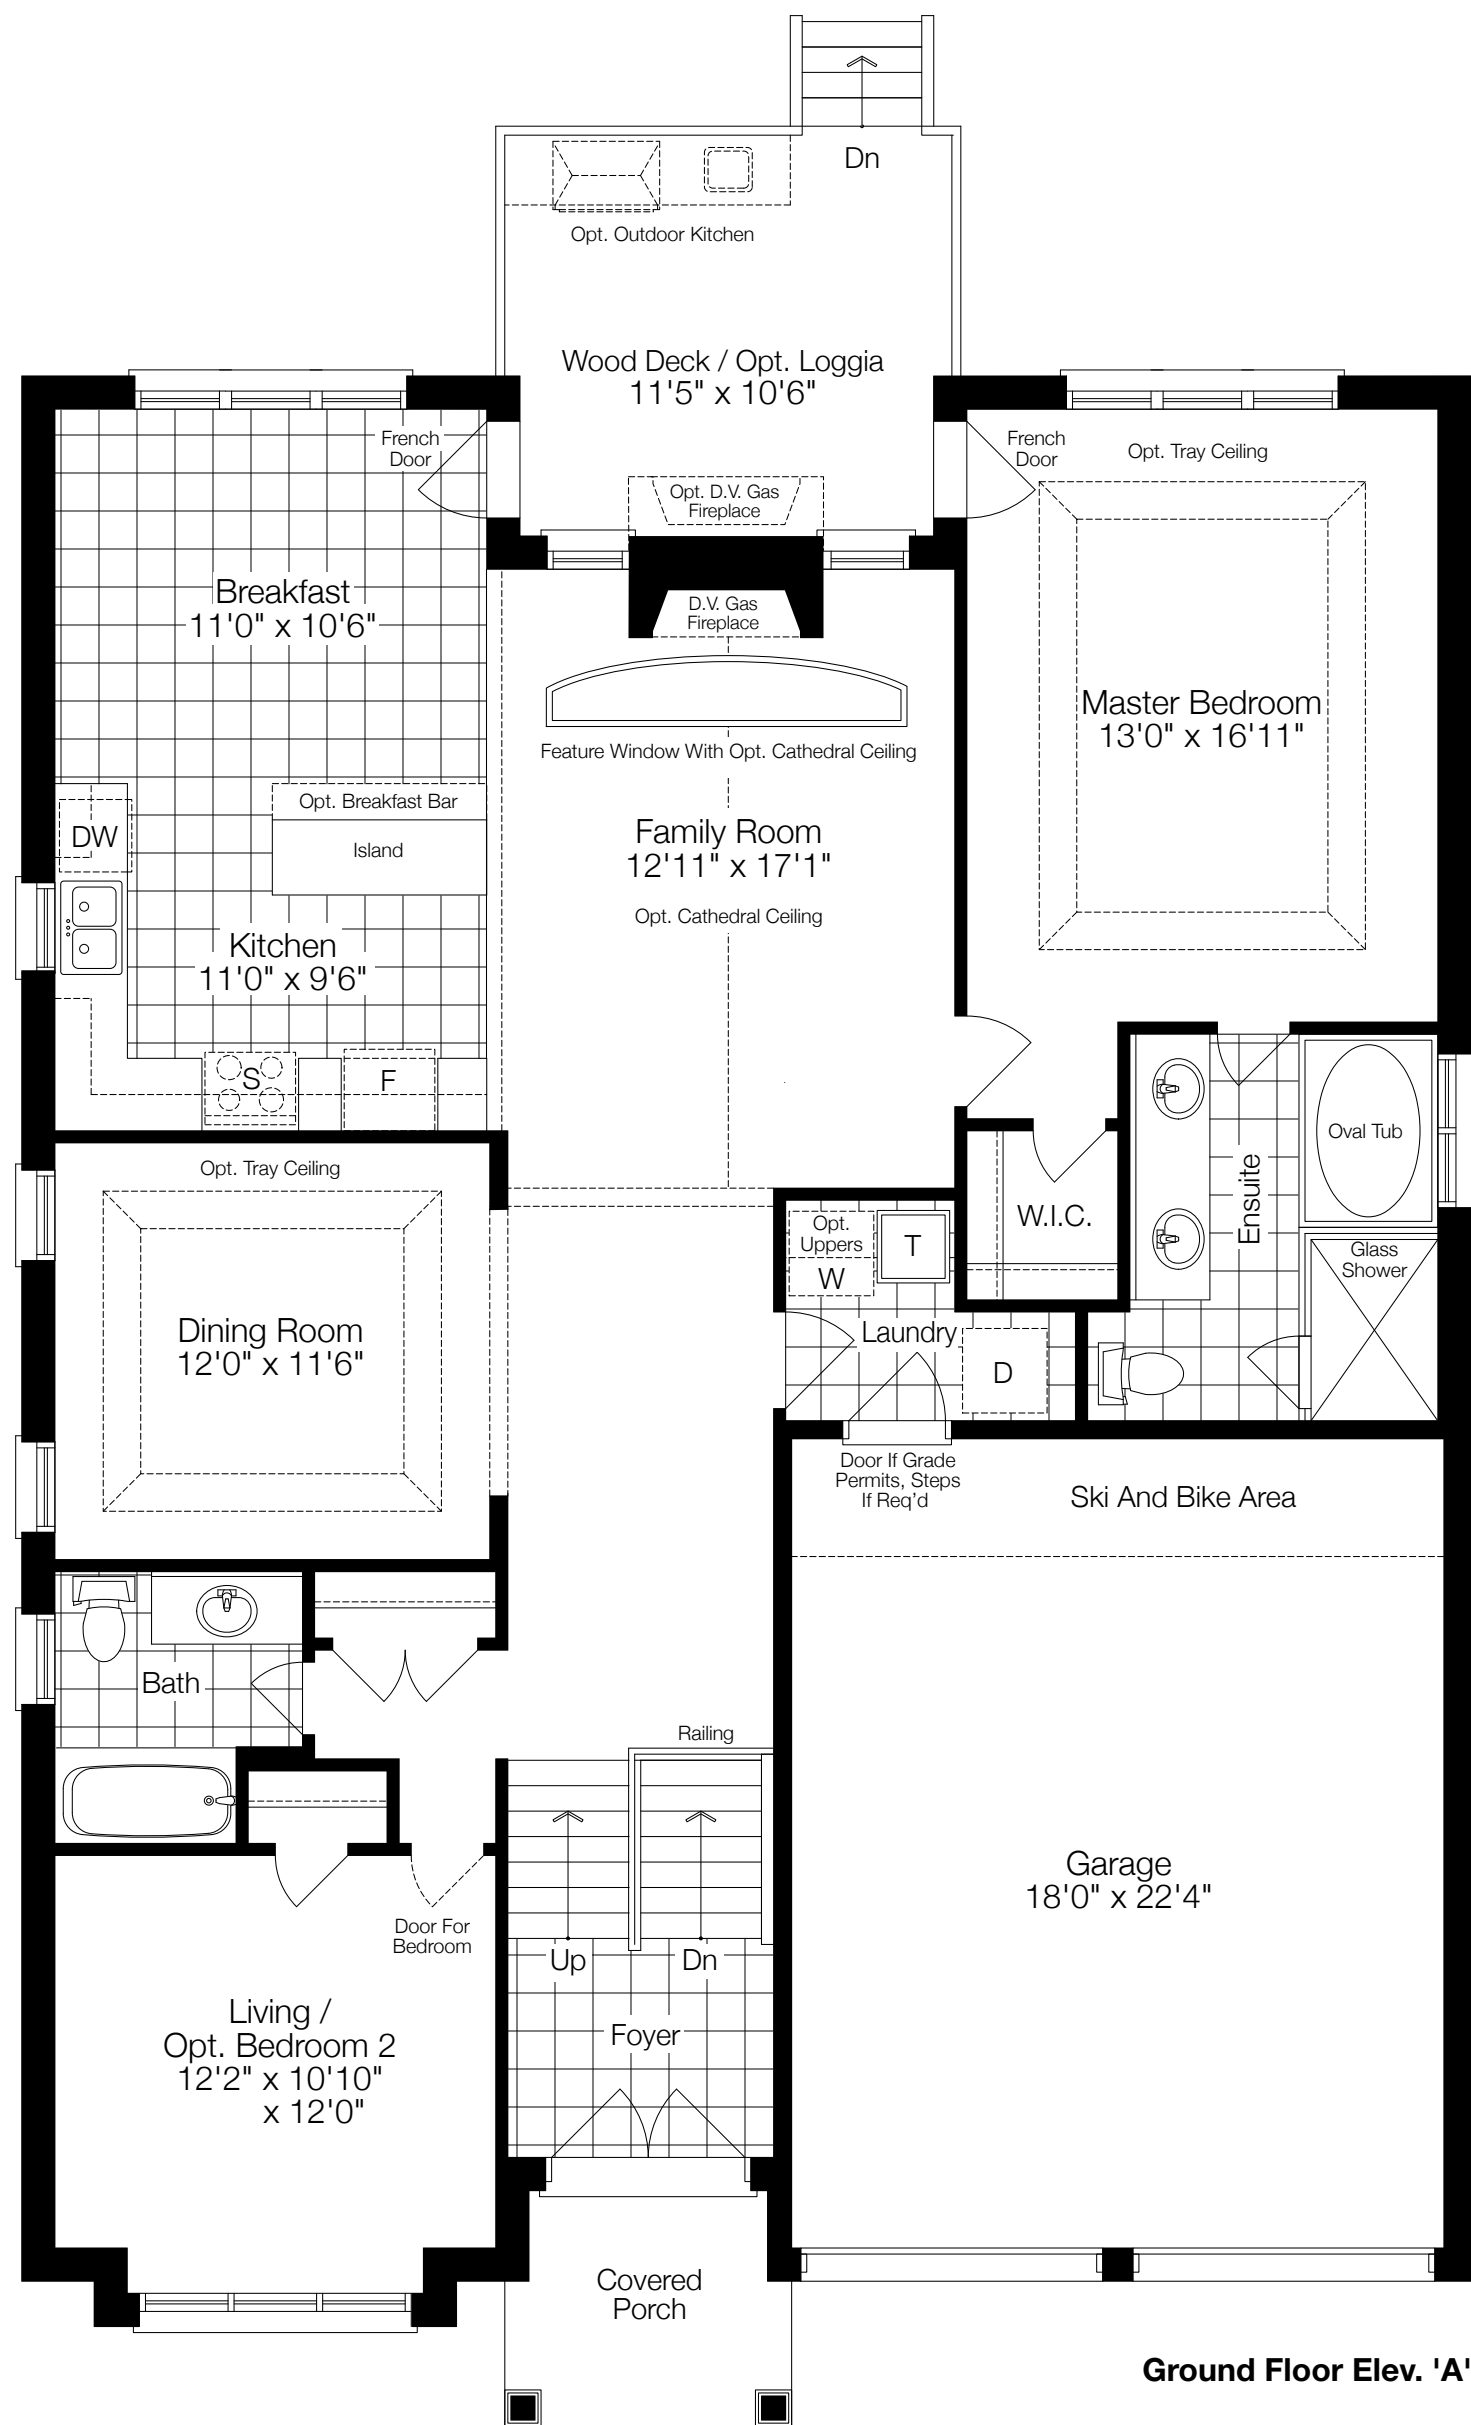 Dn
Opt. Outdoor Kitchen
Wood Deck / Opt. Loggia
11'5" x 10'6"
French
Door
French
Door
Opt. Tray Ceiling
Opt. D.V. Gas
Fireplace
D.V. Gas
Fireplace
Breakfast
11'0" x 10'6"
Feature Window With Opt. Cathedral Ceiling
Master Bedroom
13'0" x 16'11"
Opt. Breakfast Bar
Island
DW
Family Room
12'11" x 17'1"
Opt. Cathedral Ceiling
Kitchen
11'0" x 9'6"
S
F
Opt. Tray Ceiling
Dining Room
12'0" x 11'6"
Opt.
Uppers
W
T
Laundry
D
W.I.C.
Ensuite
Oval Tub
Glass
Shower
Door If Grade
Permits, Steps
If Req'd
Ski And Bike Area
Bath
Railing
Garage
18'0" x 22'4"
Door For
Bedroom
Up
Dn
Foyer
Living /
Opt. Bedroom 2
12'2" x 10'10"
x 12'0"
Covered
Porch
Ground Floor Elev. 'A'